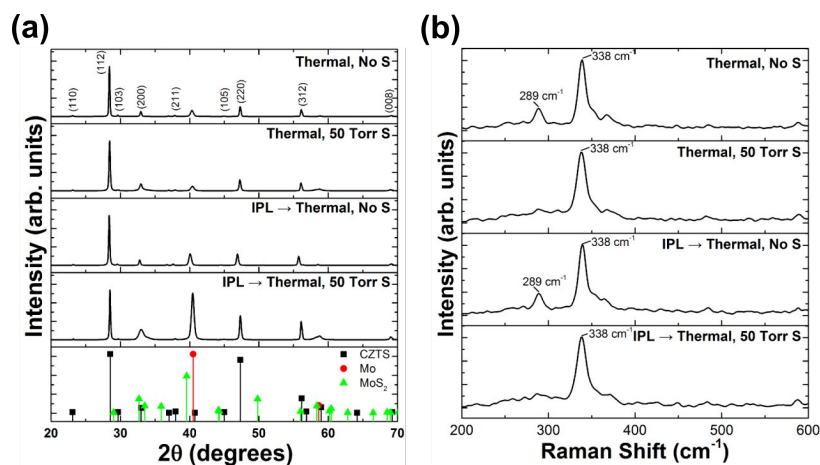 (a)
Thermal, No S
(110)
(112)
(103)
(200)
(211)
(105)
(220)
(312)
(008)
Thermal, 50 Torr S
IPL → Thermal, No S
IPL → Thermal, 50 Torr S
CZTS
Mo
MoS₂
Intensity (arb. units)
20 30 40 50 60 70
2θ (degrees)
(b)
338 cm⁻¹
Thermal, No S
289 cm⁻¹
338 cm⁻¹
Thermal, 50 Torr S
338 cm⁻¹
IPL → Thermal, No S
289 cm⁻¹
338 cm⁻¹
IPL → Thermal, 50 Torr S
Intensity (arb. units)
200 300 400 500 600
Raman Shift (cm⁻¹)